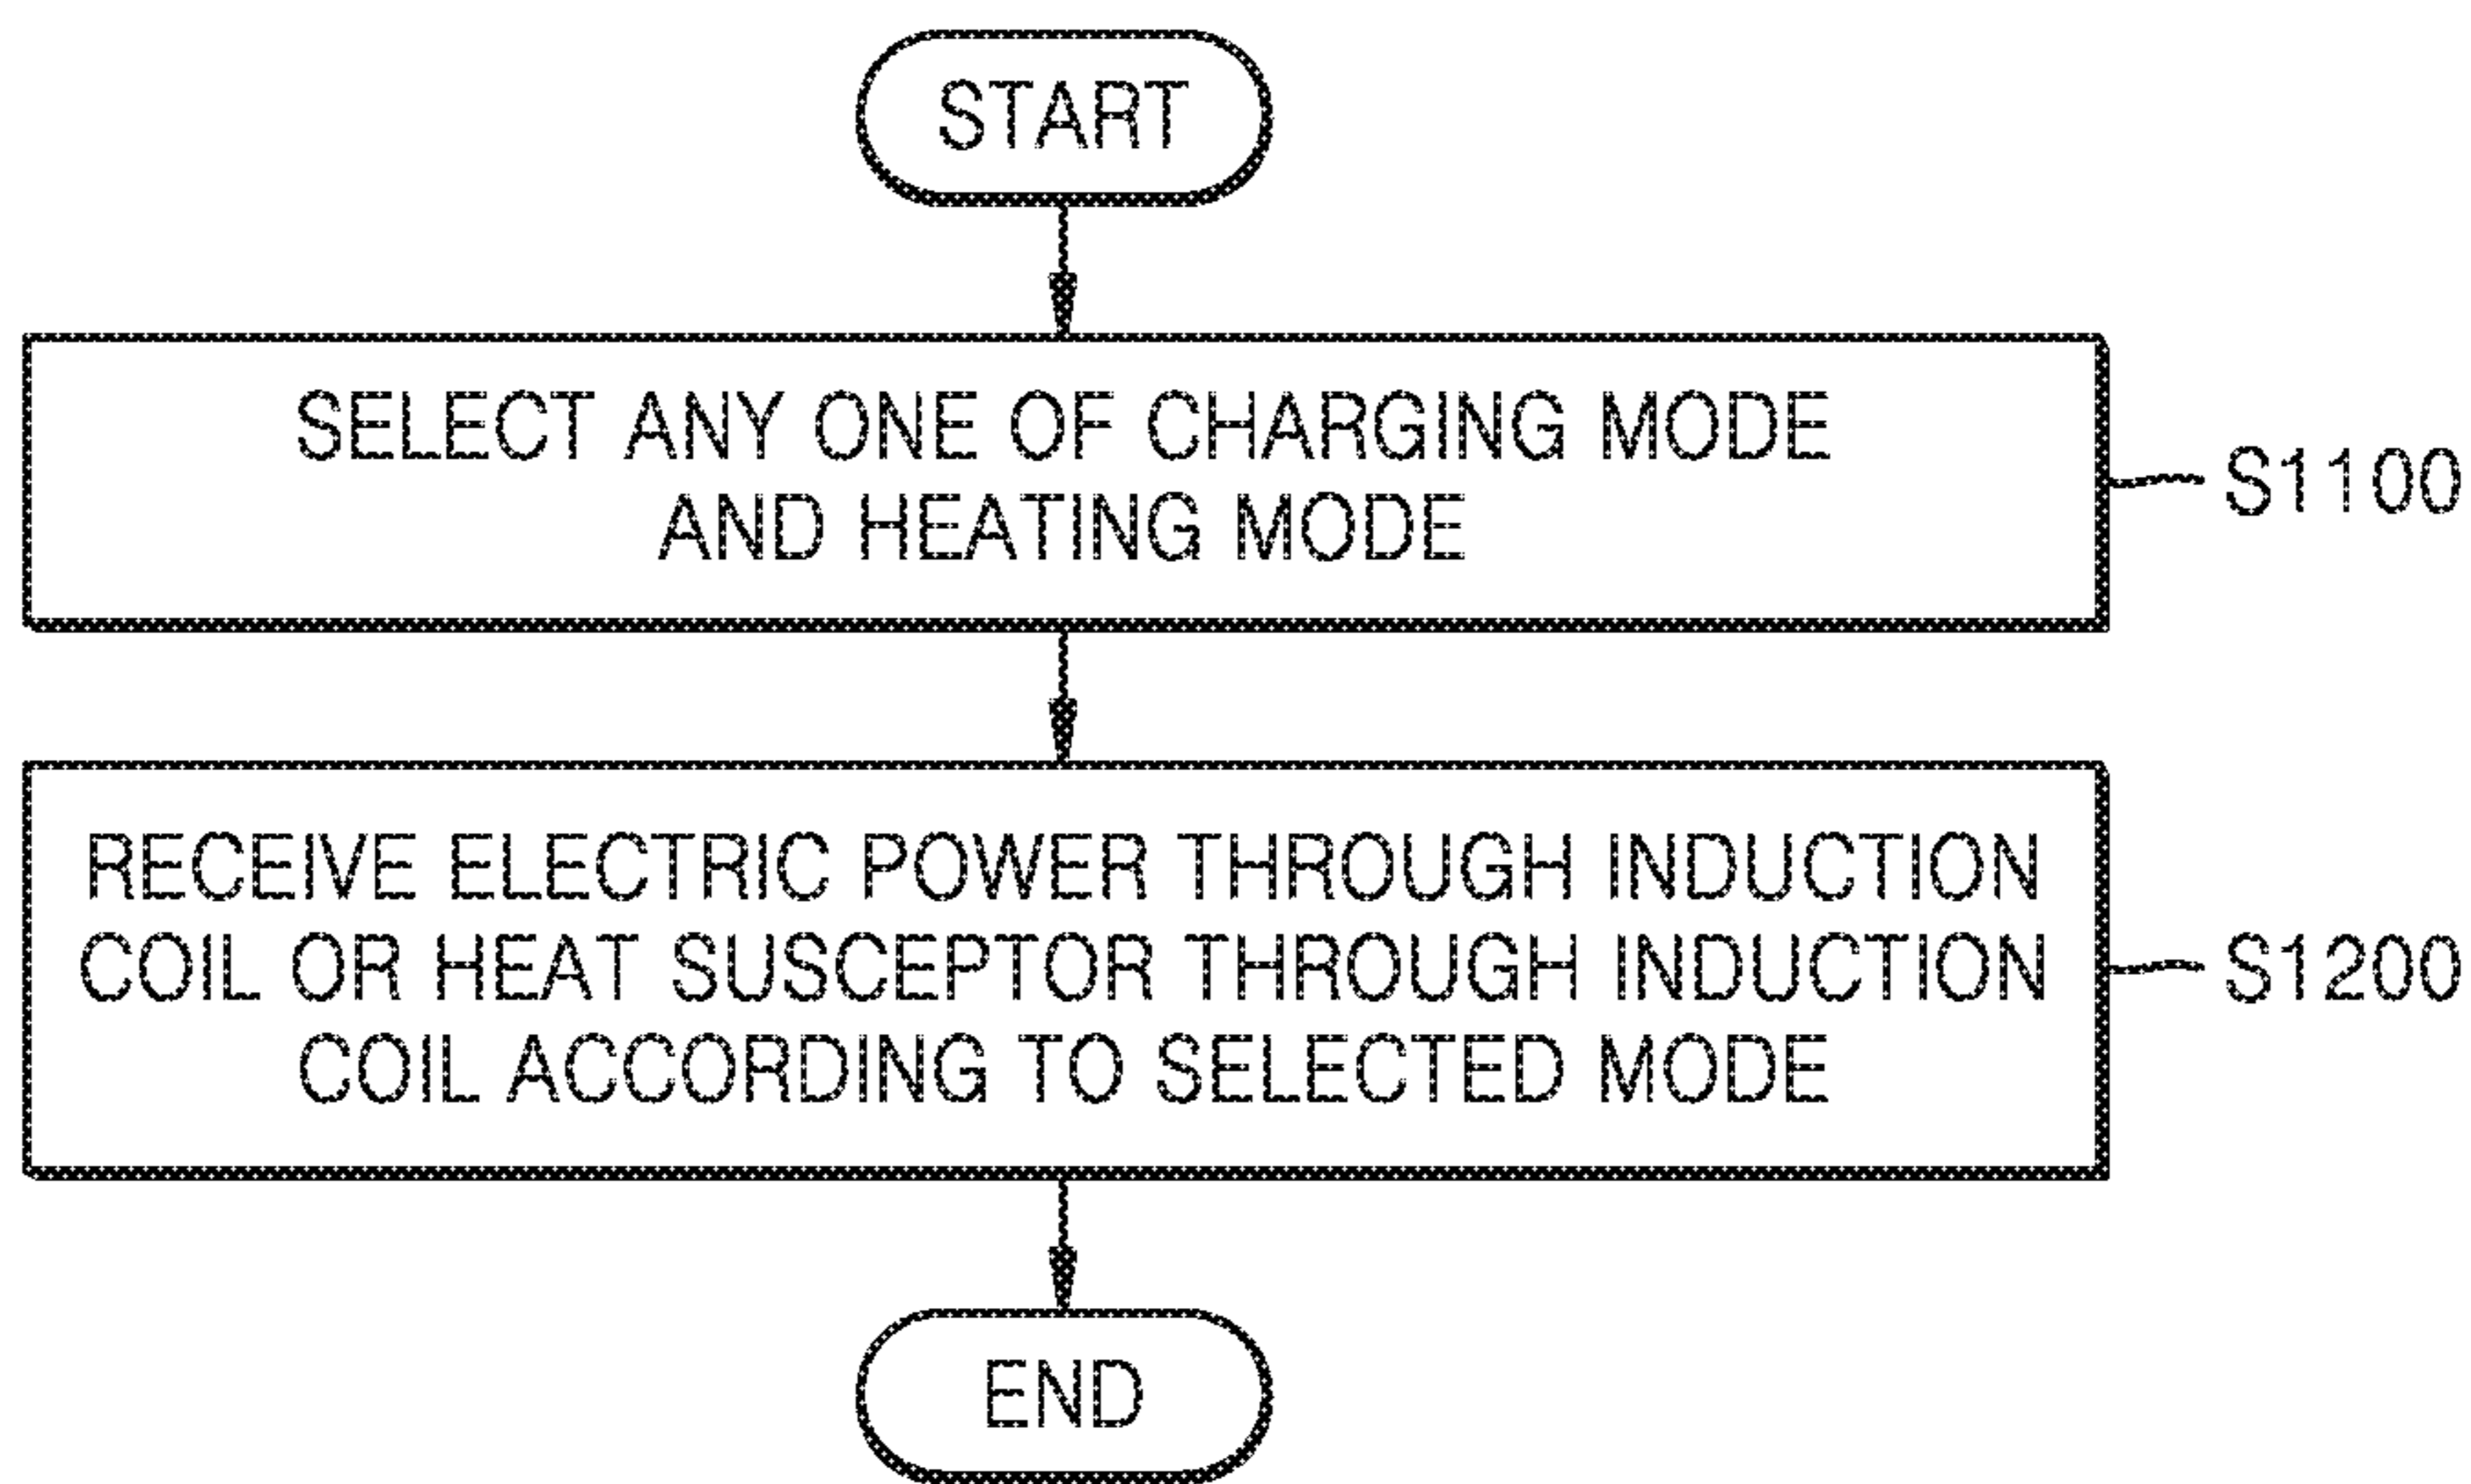 START
SELECT ANY ONE OF CHARGING MODE
AND HEATING MODE
S1100
RECEIVE ELECTRIC POWER THROUGH INDUCTION
COIL OR HEAT SUSCEPTOR THROUGH INDUCTION
COIL ACCORDING TO SELECTED MODE
S1200
END